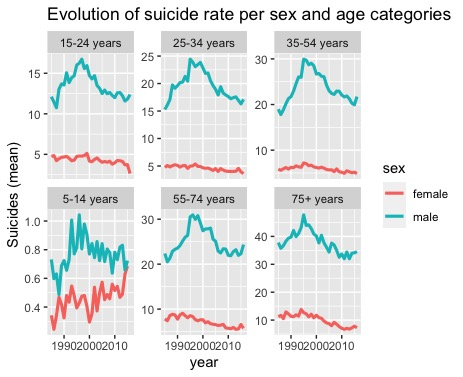 Evolution of suicide rate per sex and age categories
15-24 years
25-34 years
35-54 years
15
10
5
25
20
15
10
5
30
20
10
5-14 years
55-74 years
75+ years
1.0
0.8
0.6
0.4
30
20
10
40
30
20
10
1990 2000 2010
1990 2000 2010
1990 2000 2010
year
Suicides (mean)
sex
female
male